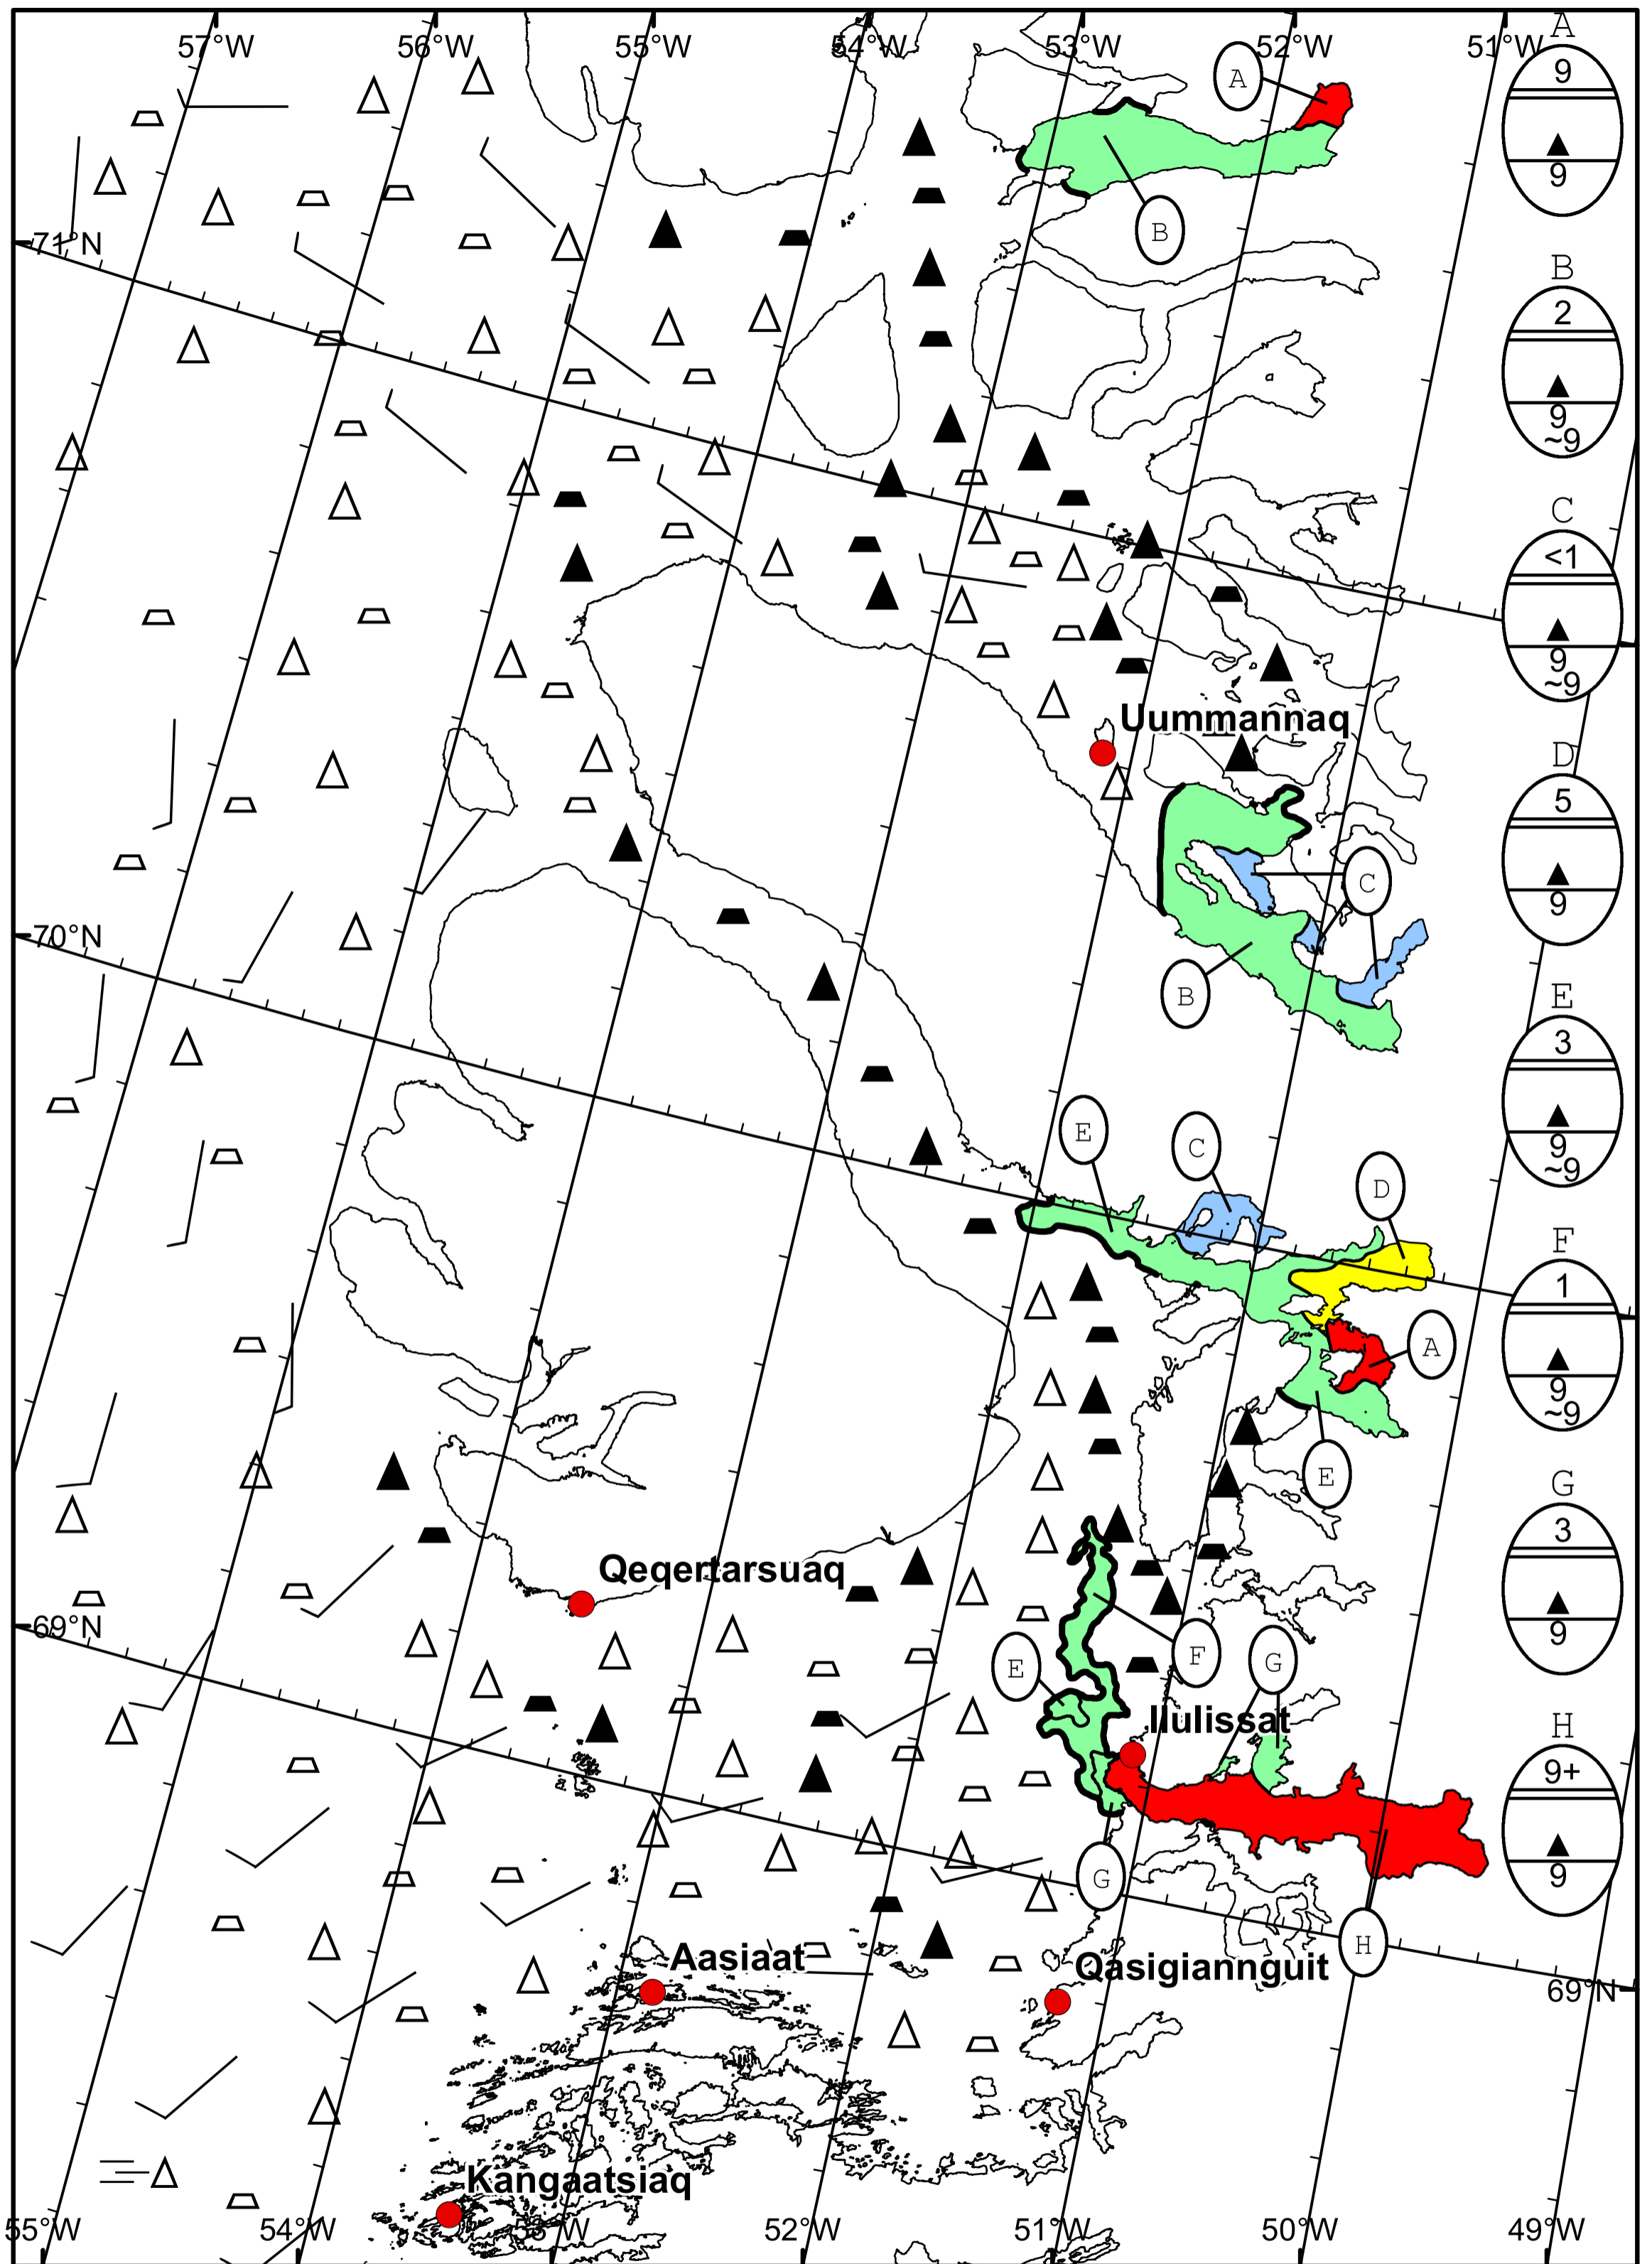 57°W 56°W 55°W 54°W 53°W 52°W 51°W
A
9
9
A
B
71°N
B
2
9
~9
C
<1
9
~9
Uummannaq
D
5
9
C
70°N
B
E
3
9
~9
E
C
D
F
1
9
~9
A
E
G
3
9
Qeqertarsuaq
69°N
E
F
G
Ilulissat
H
9+
9
G
H
Aasiaat
Qasigiannguit
69°N
Kangaatsiaq
55°W 54°W 53°W 52°W 51°W 50°W 49°W